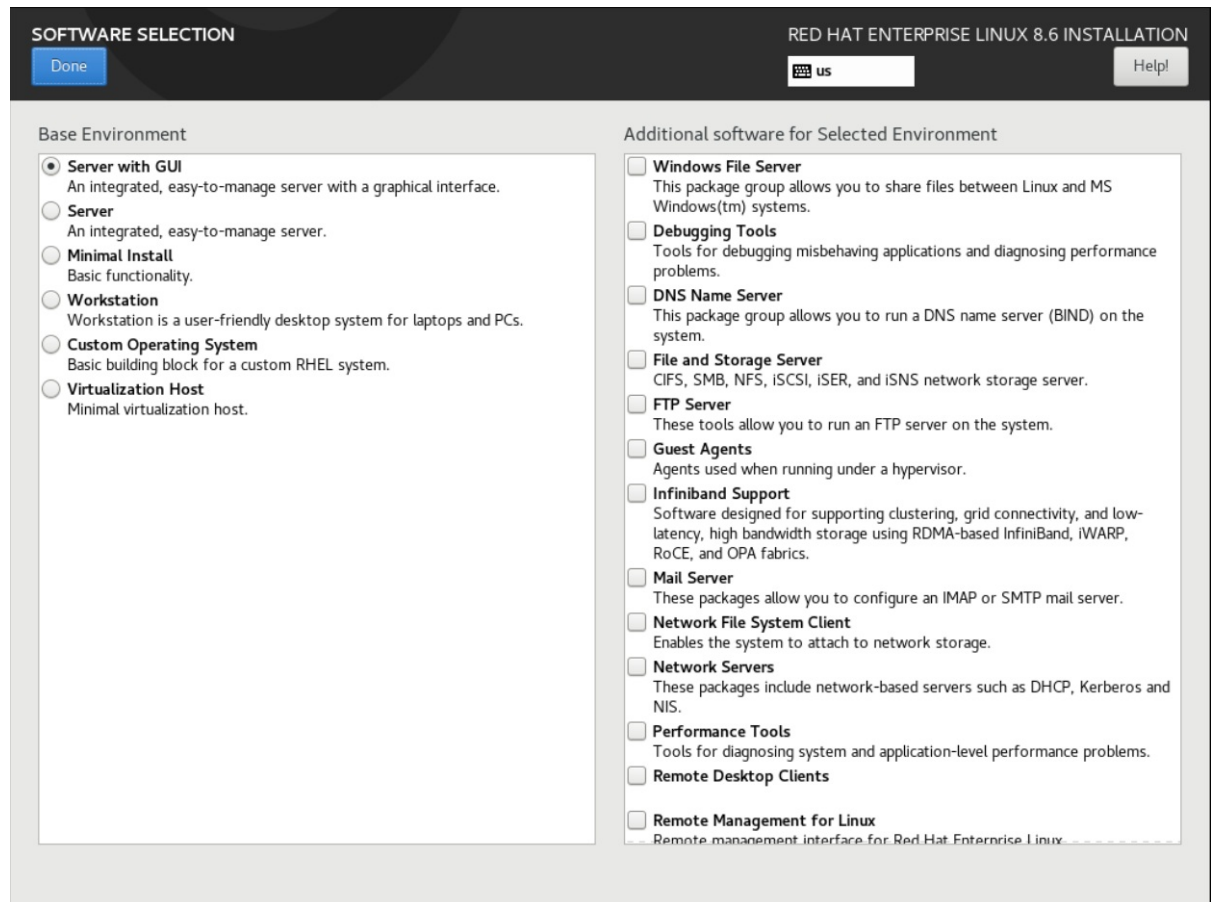 SOFTWARE SELECTION
Done
RED HAT ENTERPRISE LINUX 8.6 INSTALLATION
us
Help!
Base Environment
Server with GUI
An integrated, easy-to-manage server with a graphical interface.
Server
An integrated, easy-to-manage server.
Minimal Install
Basic functionality.
Workstation
Workstation is a user-friendly desktop system for laptops and PCs.
Custom Operating System
Basic building block for a custom RHEL system.
Virtualization Host
Minimal virtualization host.
Additional software for Selected Environment
Windows File Server
This package group allows you to share files between Linux and MS
Windows(tm) systems.
Debugging Tools
Tools for debugging misbehaving applications and diagnosing performance
problems.
DNS Name Server
This package group allows you to run a DNS name server (BIND) on the
system.
File and Storage Server
CIFS, SMB, NFS, iSCSI, iSER, and iSNS network storage server.
FTP Server
These tools allow you to run an FTP server on the system.
Guest Agents
Agents used when running under a hypervisor.
Infiniband Support
Software designed for supporting clustering, grid connectivity, and low-
latency, high bandwidth storage using RDMA-based InfiniBand, iWARP,
RoCE, and OPA fabrics.
Mail Server
These packages allow you to configure an IMAP or SMTP mail server.
Network File System Client
Enables the system to attach to network storage.
Network Servers
These packages include network-based servers such as DHCP, Kerberos and
NIS.
Performance Tools
Tools for diagnosing system and application-level performance problems.
Remote Desktop Clients
Remote Management for Linux
Remote management interface for Red Hat Enterprise Linux.